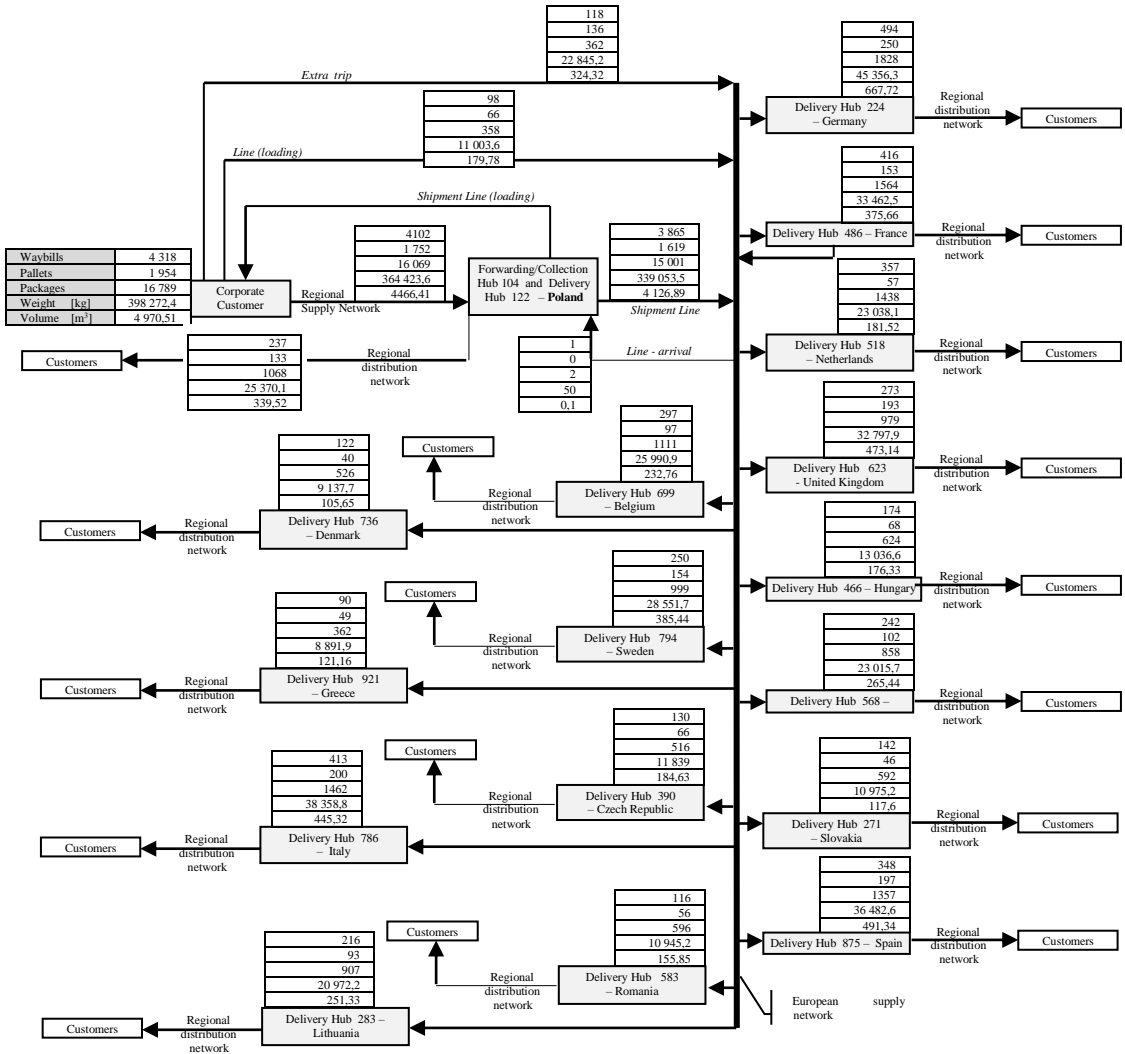 118
136
362
22 845,2
324,32
Extra trip
98
66
358
11 003,6
179,78
Line (loading)
Shipment Line (loading)
4102
1 752
16 069
364 423,6
4466,41
3 865
1 619
15 001
339 053,5
4 126,89
Waybills 4 318
Pallets 1 954
Packages 16 789
Weight [kg] 398 272,4
Volume [m³] 4 970,51
Corporate
Customer
Regional
Supply Network
Forwarding/Collection
Hub 104 and Delivery
Hub 122 – Poland
Shipment Line
Customers
237
133
1068
25 370,1
339,52
Regional
distribution
network
1
0
2
50
0,1
Line - arrival
494
250
1828
45 356,3
667,72
Delivery Hub 224
– Germany
Regional
distribution
network
Customers
416
153
1564
33 462,5
375,66
Delivery Hub 486 – France
Regional
distribution
network
Customers
357
57
1438
23 038,1
181,52
Delivery Hub 518
– Netherlands
Regional
distribution
network
Customers
273
193
979
32 797,9
473,14
Delivery Hub 623
- United Kingdom
Regional
distribution
network
Customers
174
68
624
13 036,6
176,33
Delivery Hub 466 – Hungary
Regional
distribution
network
Customers
242
102
858
23 015,7
265,44
Delivery Hub 568 –
Regional
distribution
network
Customers
142
46
592
10 975,2
117,6
Delivery Hub 271
– Slovakia
Regional
distribution
network
Customers
348
197
1357
36 482,6
491,34
Delivery Hub 875 – Spain
Regional
distribution
network
Customers
297
97
1111
25 990,9
232,76
Delivery Hub 699
– Belgium
Regional
distribution
network
Customers
122
40
526
9 137,7
105,65
Delivery Hub 736
– Denmark
Regional
distribution
network
Customers
250
154
999
28 551,7
385,44
Delivery Hub 794
– Sweden
Regional
distribution
network
Customers
90
49
362
8 891,9
121,16
Delivery Hub 921
– Greece
Regional
distribution
network
Customers
130
66
516
11 839
184,63
Delivery Hub 390
– Czech Republic
Regional
distribution
network
Customers
413
200
1462
38 358,8
445,32
Delivery Hub 786
– Italy
Regional
distribution
network
Customers
116
56
596
10 945,2
155,85
Delivery Hub 583
– Romania
Regional
distribution
network
Customers
216
93
907
20 972,2
251,33
Delivery Hub 283 –
Lithuania
Regional
distribution
network
Customers
European supply
network